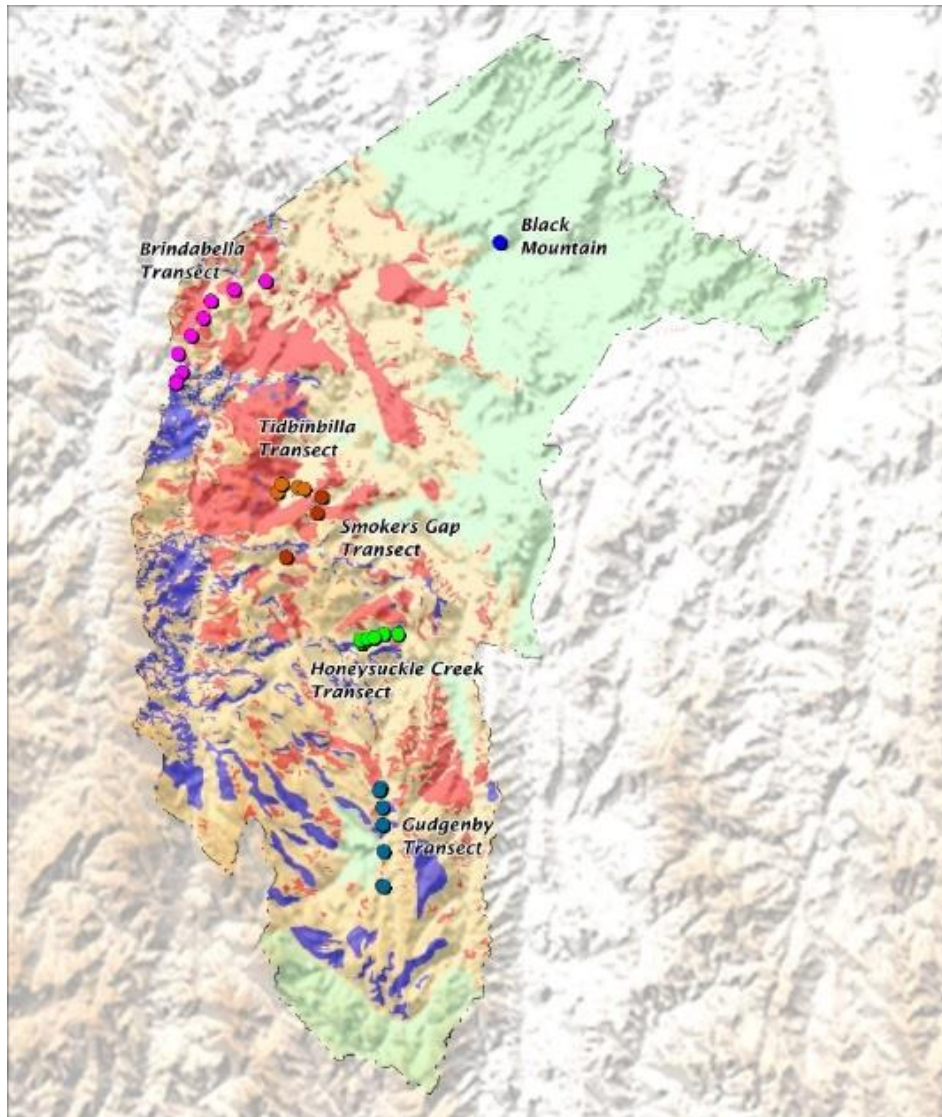 Black
Mountain
Brindabella
Transect
Tidbinbilla
Transect
Smokers Gap
Transect
Honeysuckle Creek
Transect
Gudgenby
Transect